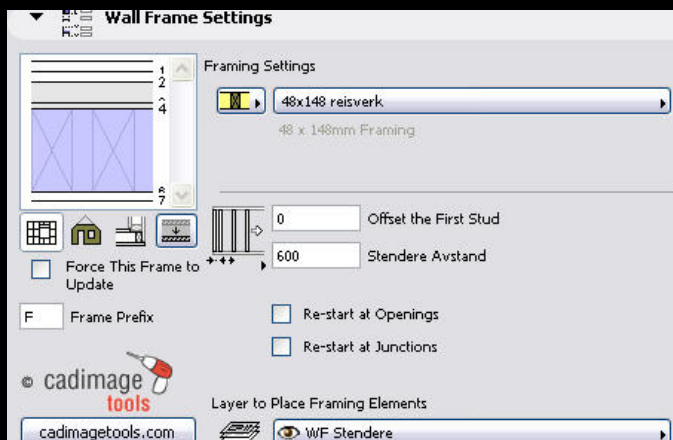 Wall Frame Settings
Framing Settings
1
2
4
7
48x148 reisverk
48 x 148mm Framing
0 Offset the First Stud
600 Stendere Avstand
Force This Frame to
Update
F Frame Prefix
Re-start at Openings
Re-start at Junctions
© cadimage
tools
cadimagetools.com
Layer to Place Framing Elements
WF Stendere